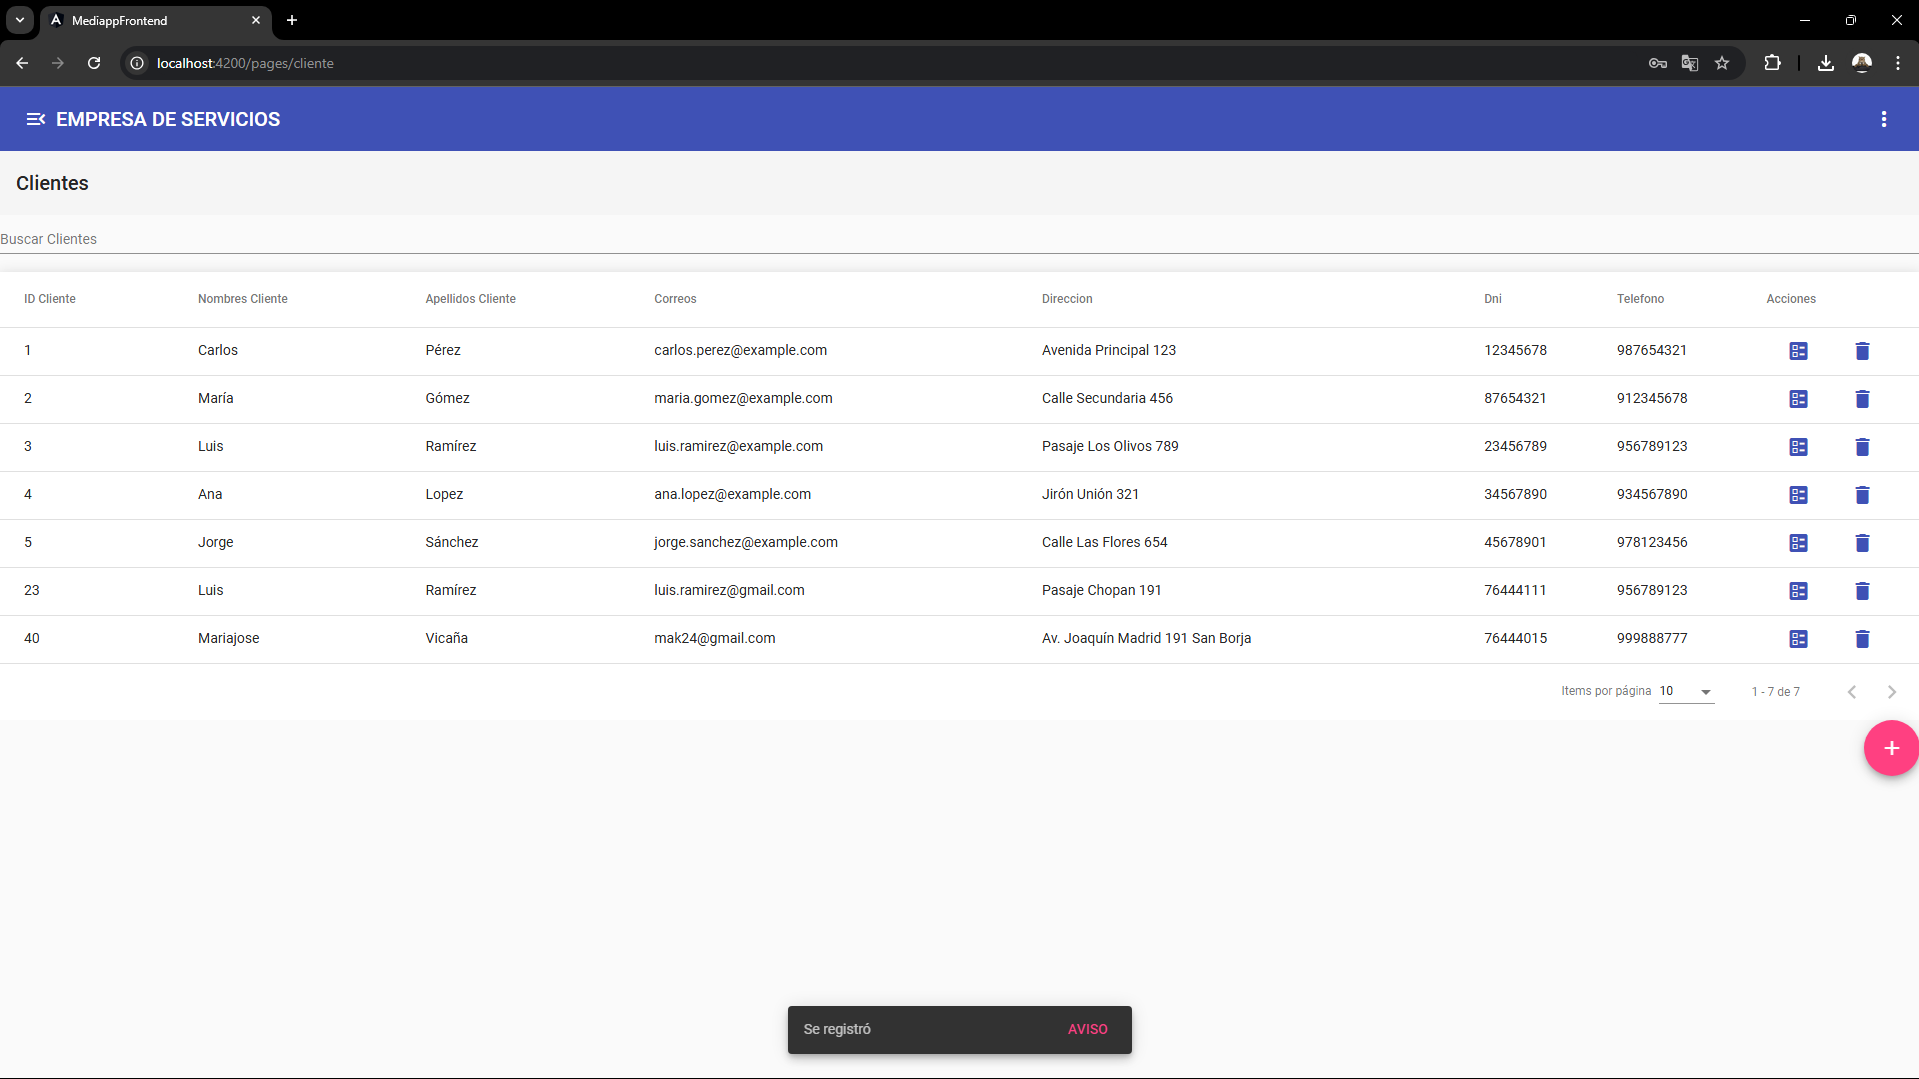 MediappFrontend
localhost:4200/pages/cliente
EMPRESA DE SERVICIOS
Clientes
Buscar Clientes
ID Cliente Nombres Cliente Apellidos Cliente Correos Direccion Dni Telefono Acciones
1 Carlos Pérez carlos.perez@example.com Avenida Principal 123 12345678 987654321
2 María Gómez maria.gomez@example.com Calle Secundaria 456 87654321 912345678
3 Luis Ramírez luis.ramirez@example.com Pasaje Los Olivos 789 23456789 956789123
4 Ana Lopez ana.lopez@example.com Jirón Unión 321 34567890 934567890
5 Jorge Sánchez jorge.sanchez@example.com Calle Las Flores 654 45678901 978123456
23 Luis Ramírez luis.ramirez@gmail.com Pasaje Chopan 191 76444111 956789123
40 Mariajose Vicaña mak24@gmail.com Av. Joaquín Madrid 191 San Borja 76444015 999888777
Items por página 10 1 - 7 de 7
Se registró AVISO